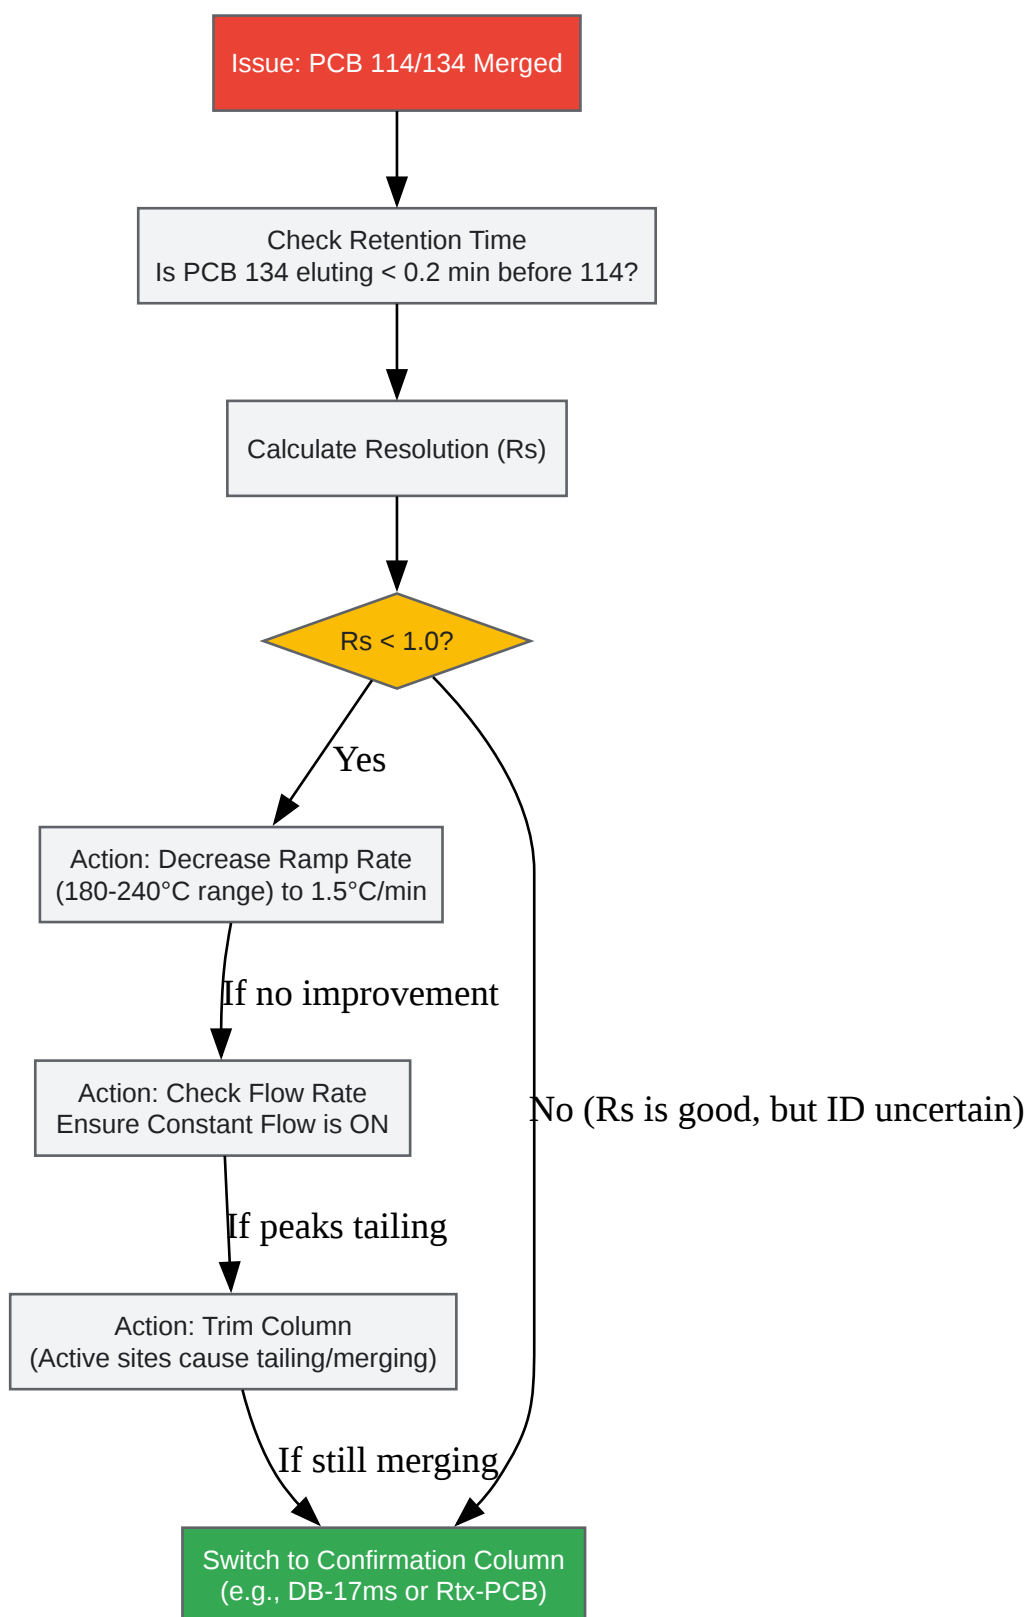 Issue: PCB 114/134 Merged
Check Retention Time
Is PCB 134 eluting < 0.2 min before 114?
Calculate Resolution (Rs)
Rs < 1.0?
Yes
Action: Decrease Ramp Rate
(180-240°C range) to 1.5°C/min
If no improvement
Action: Check Flow Rate
Ensure Constant Flow is ON
No (Rs is good, but ID uncertain)
If peaks tailing
Action: Trim Column
(Active sites cause tailing/merging)
If still merging
Switch to Confirmation Column
(e.g., DB-17ms or Rtx-PCB)